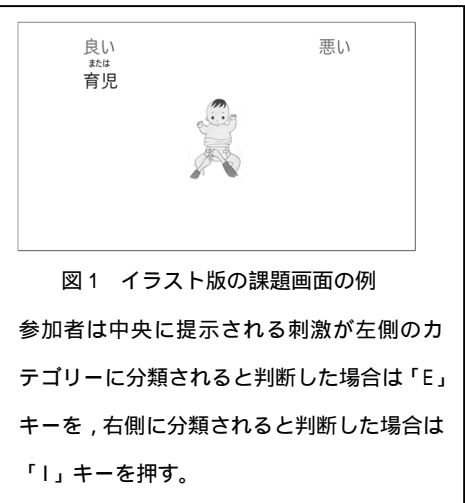 良い 悪い
または
育児
図1 イラスト版の課題画面の例
参加者は中央に提示される刺激が左側のカ
テゴリーに分類されると判断した場合は「E」
キーを,右側に分類されると判断した場合は
「I」キーを押す。